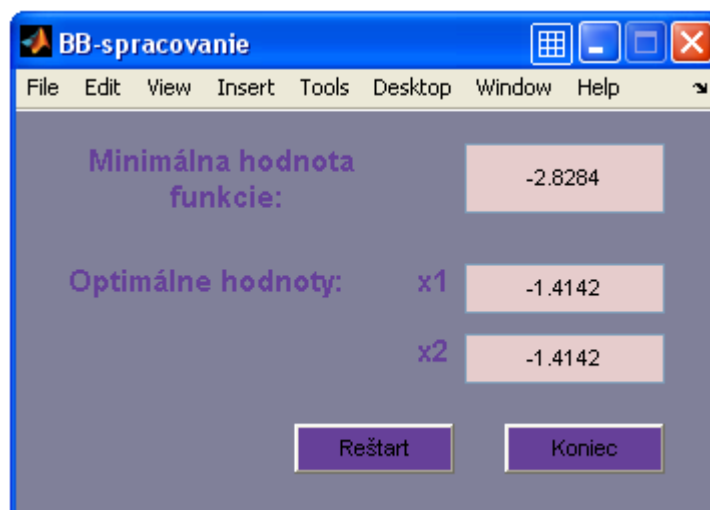 BB-spracovanie
File Edit View Insert Tools Desktop Window Help
Minimálna hodnota
funkcie:
-2.8284
Optimálne hodnoty: x1 -1.4142
x2 -1.4142
Reštart Koniec